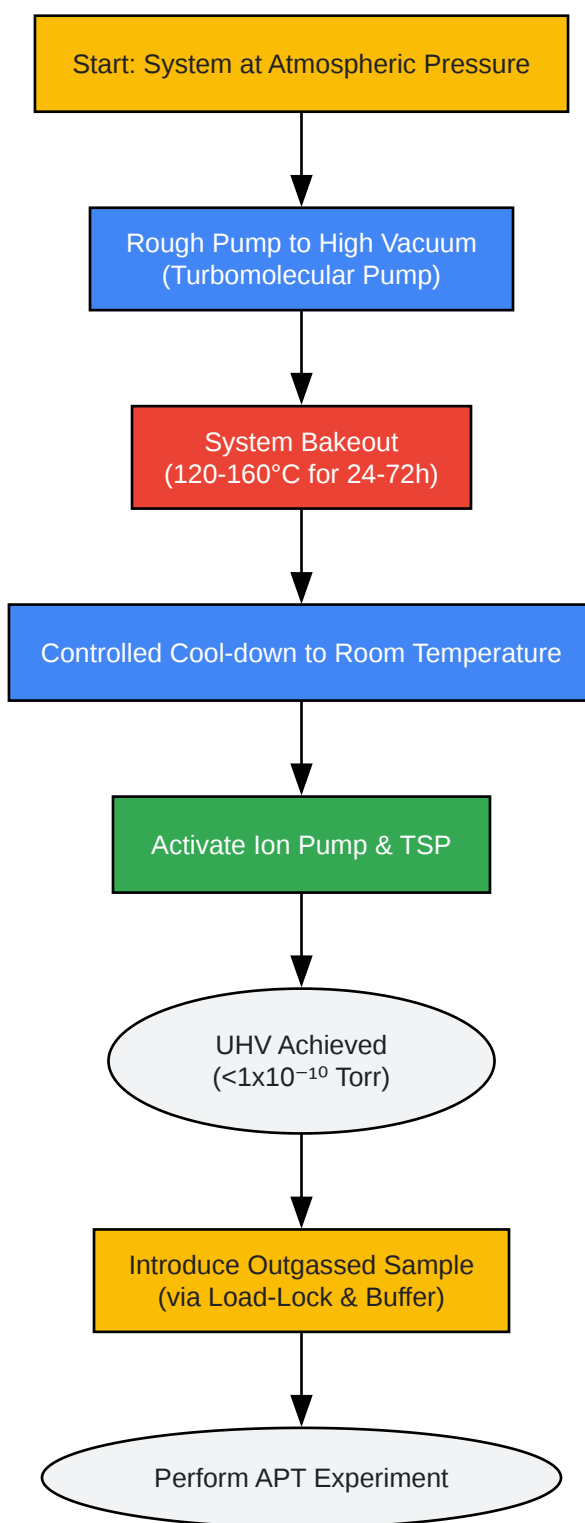 Start: System at Atmospheric Pressure
Rough Pump to High Vacuum
(Turbomolecular Pump)
System Bakeout
(120-160°C for 24-72h)
Controlled Cool-down to Room Temperature
Activate Ion Pump & TSP
UHV Achieved
(<1x10⁻¹⁰ Torr)
Introduce Outgassed Sample
(via Load-Lock & Buffer)
Perform APT Experiment